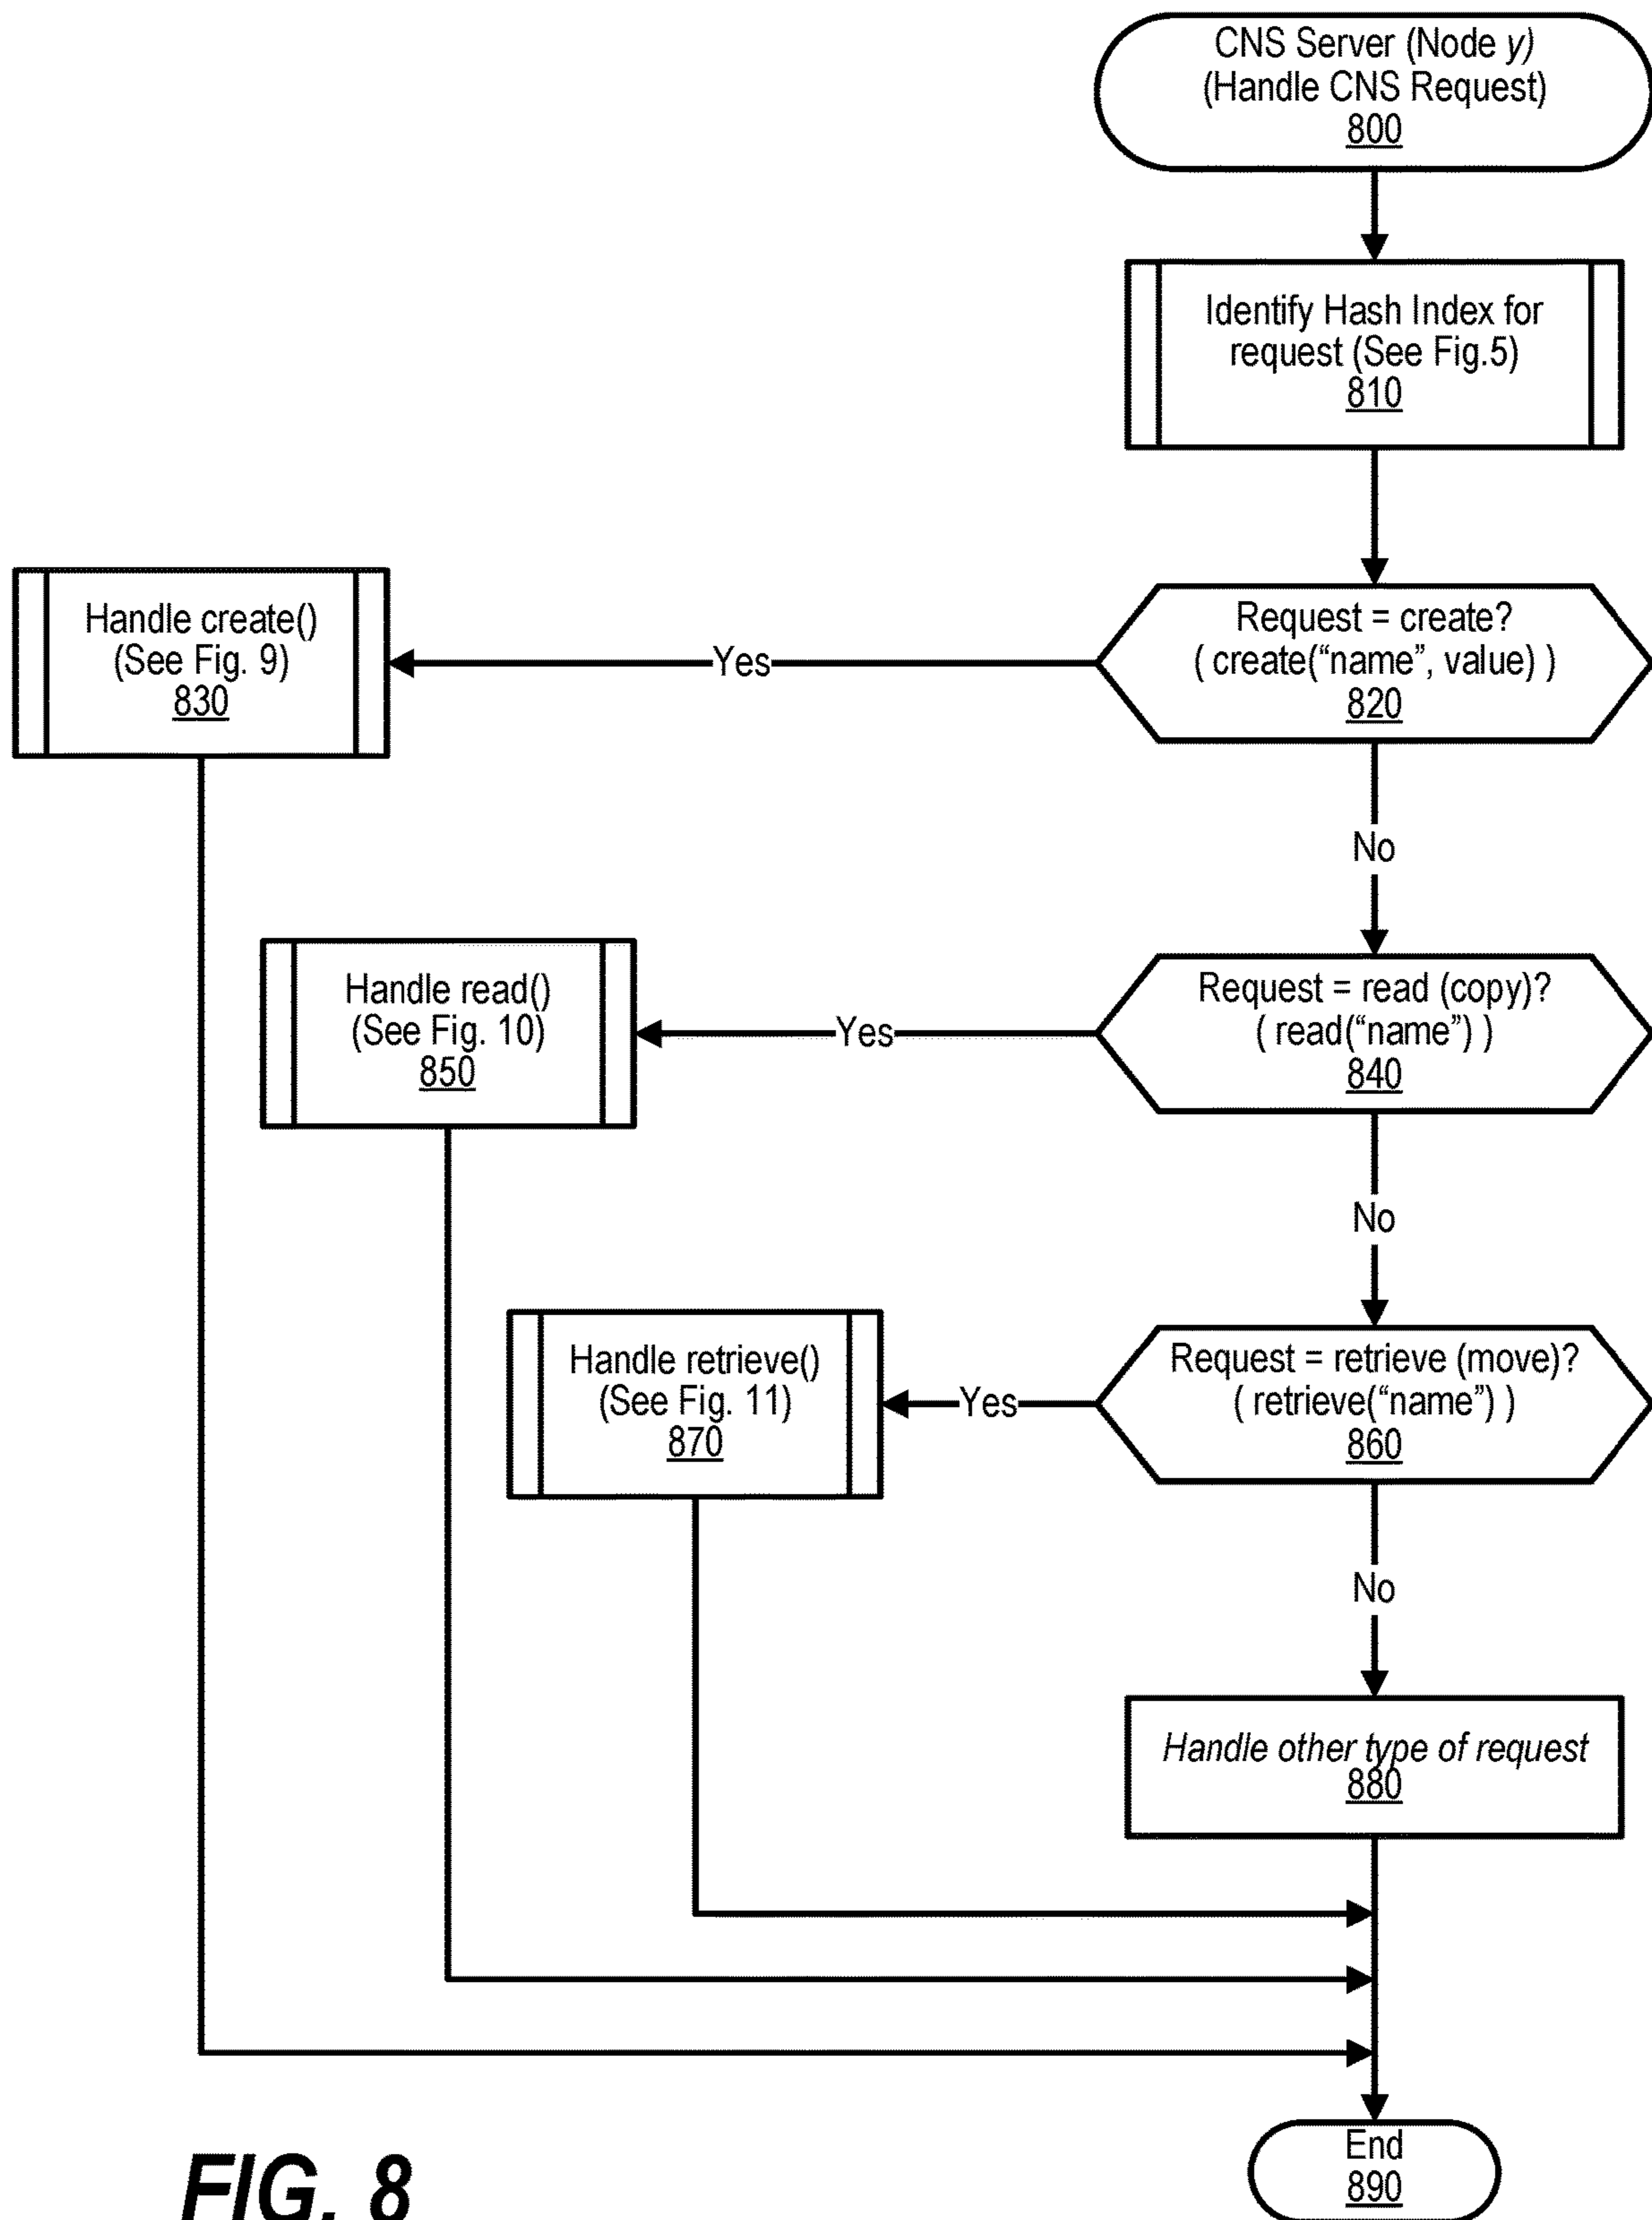 CNS Server (Node y)
(Handle CNS Request)
800
Identify Hash Index for
request (See Fig.5)
810
Request = create?
( create(“name”, value) )
820
Yes
Handle create()
(See Fig. 9)
830
No
Request = read (copy)?
( read(“name”) )
840
Yes
Handle read()
(See Fig. 10)
850
No
Request = retrieve (move)?
( retrieve(“name”) )
860
Yes
Handle retrieve()
(See Fig. 11)
870
No
Handle other type of request
880
End
890
FIG. 8